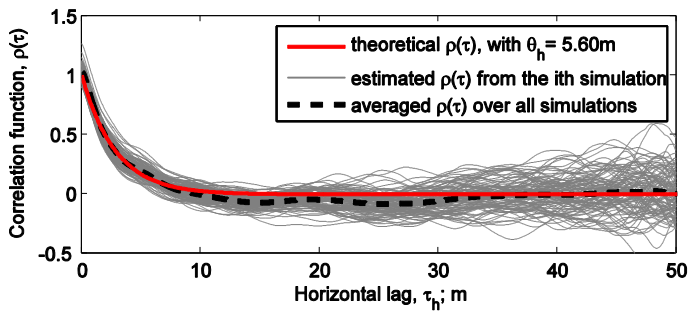 1.5
1
0.5
0
-0.5
Correlation function, ρ(τ)
theoretical ρ(τ), with θh= 5.60m
estimated ρ(τ) from the ith simulation
averaged ρ(τ) over all simulations
0 10 20 30 40 50
Horizontal lag, τh; m